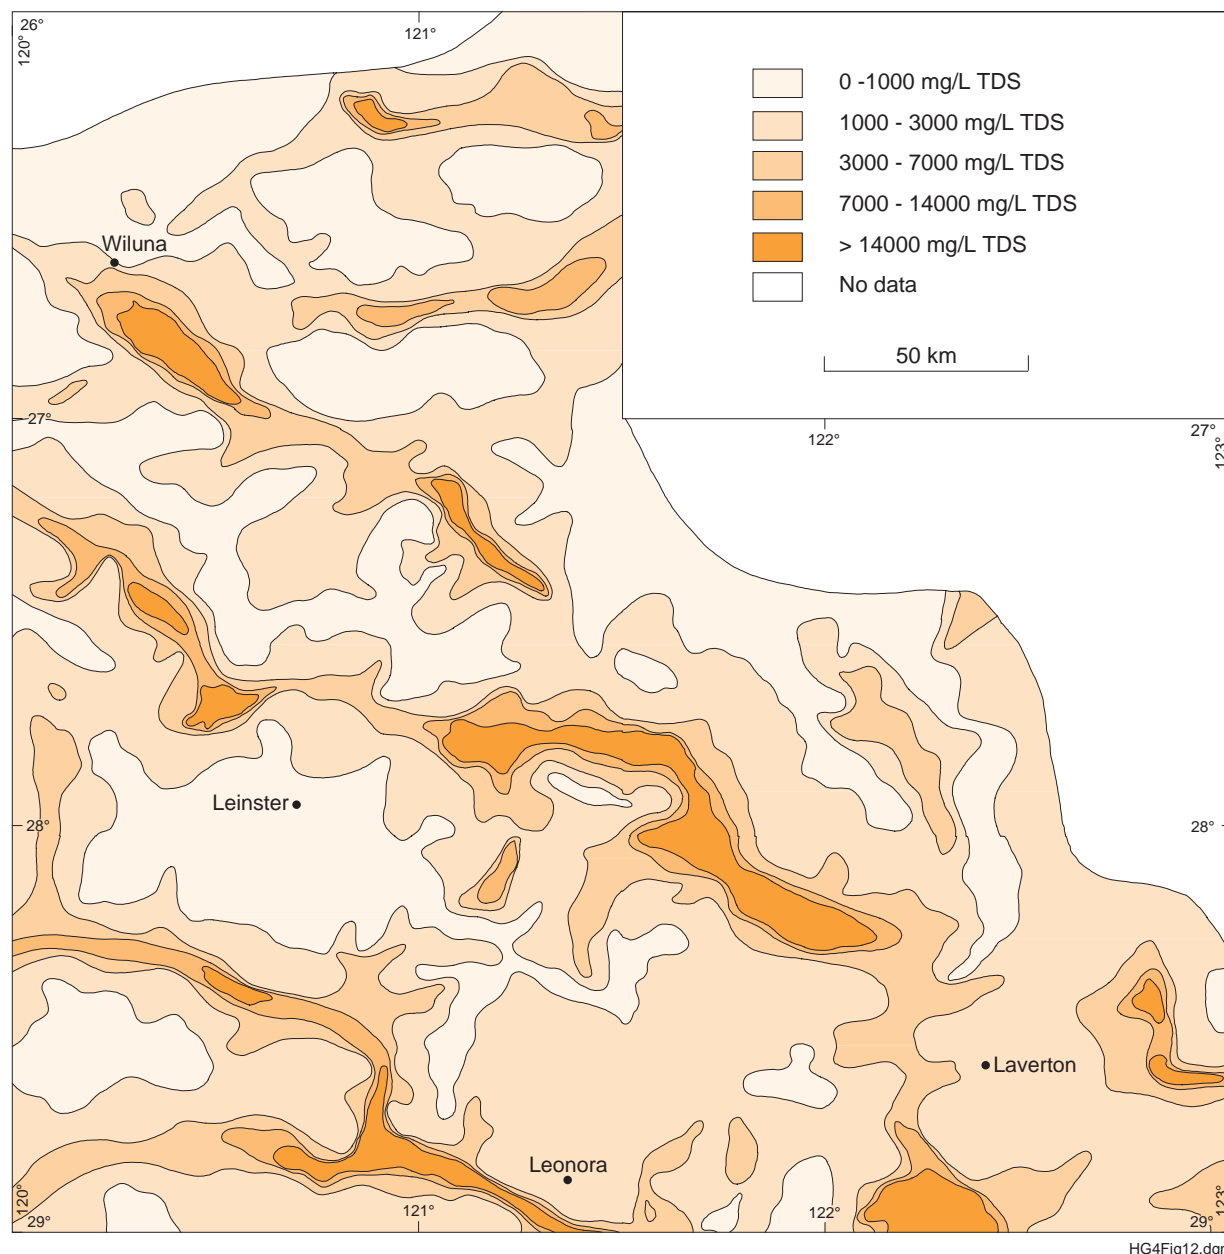 26°
120°
121°
0 -1000 mg/L TDS
1000 - 3000 mg/L TDS
3000 - 7000 mg/L TDS
7000 - 14000 mg/L TDS
> 14000 mg/L TDS
No data
50 km
Wiluna
27°
122°
27°
123°
Leinster
28°
28°
Laverton
Leonora
120°
29°
121°
122°
29°
123°
HG4Fig12.dgn